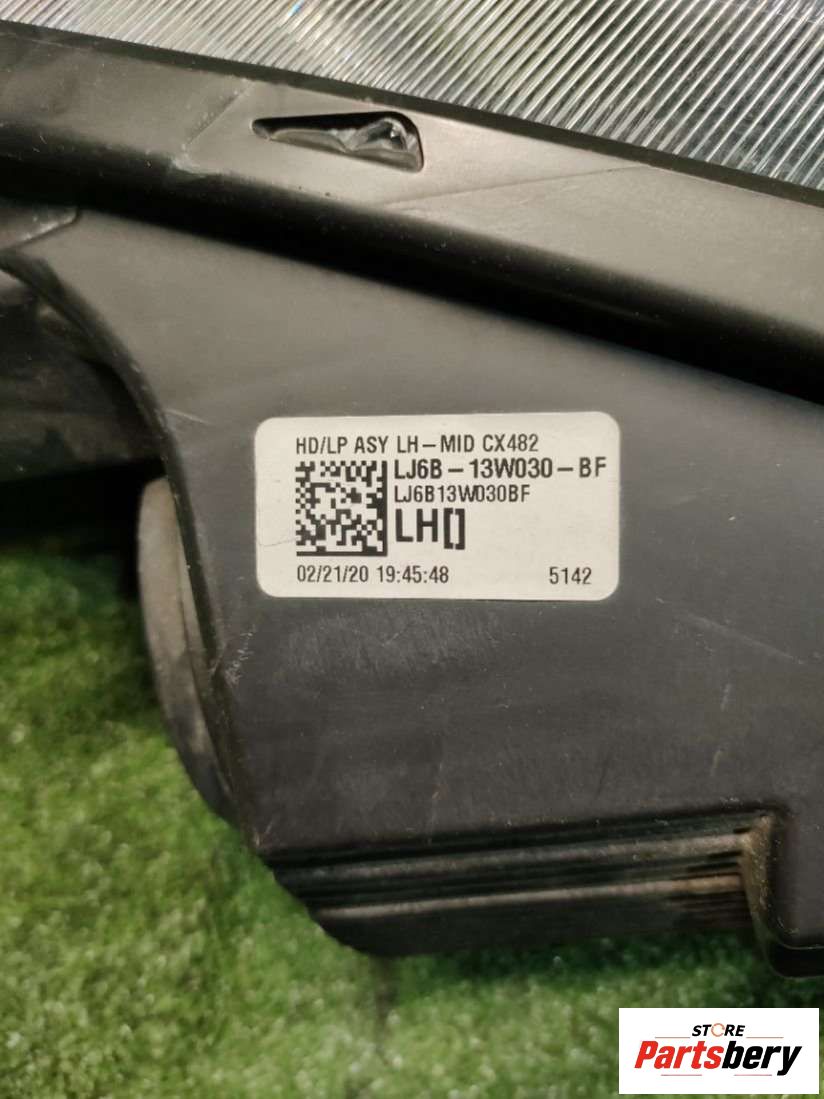 HD/LP ASY LH-MID CX482
LJ6B-13W030-BF
LJ6B13W030BF
LH[]
02/21/20 19:45:48 5142
STORE
Partsbery